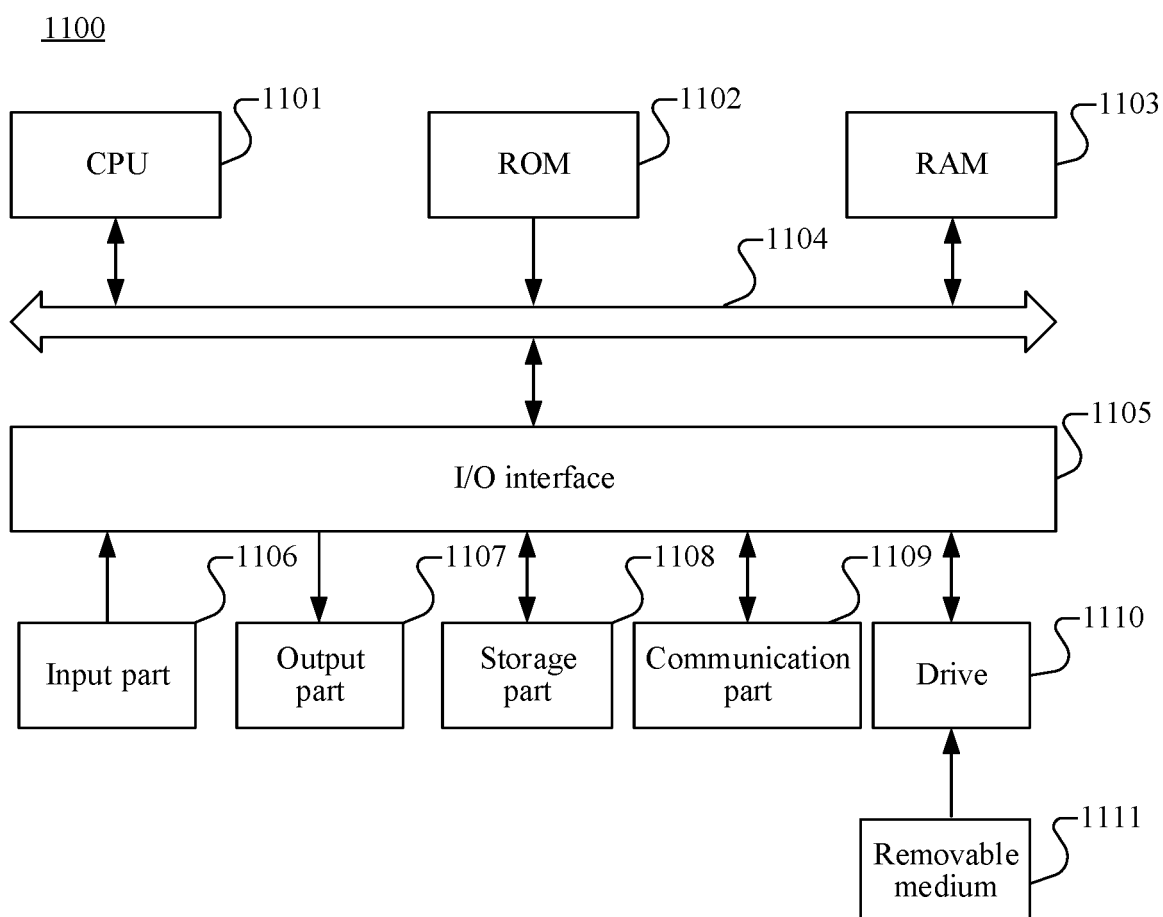 1100
1101
1102
1103
CPU
ROM
RAM
1104
1105
I/O interface
1106
1107
1108
1109
1110
Input part
Output
part
Storage
part
Communication
part
Drive
1111
Removable
medium